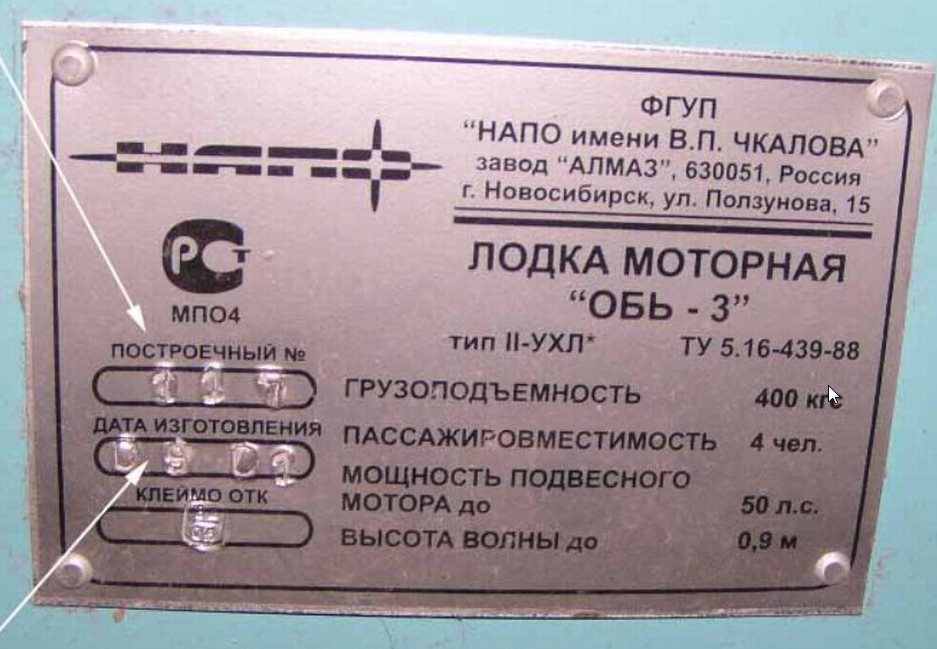 НАПО
ФГУП
“НАПО имени В.П. ЧКАЛОВА”
завод “АЛМАЗ”, 630051, Россия
г. Новосибирск, ул. Ползунова, 15
РСт
МПО4
ЛОДКА МОТОРНАЯ
“ОБЬ - 3”
тип II-УХЛ* ТУ 5.16-439-88
ПОСТРОЕЧНЫЙ №
ДАТА ИЗГОТОВЛЕНИЯ
КЛЕЙМО ОТК
ГРУЗОПОДЪЕМНОСТЬ 400 кгс
ПАССАЖИРОВМЕСТИМОСТЬ 4 чел.
МОЩНОСТЬ ПОДВЕСНОГО
МОТОРА до 50 л.с.
ВЫСОТА ВОЛНЫ до 0,9 м